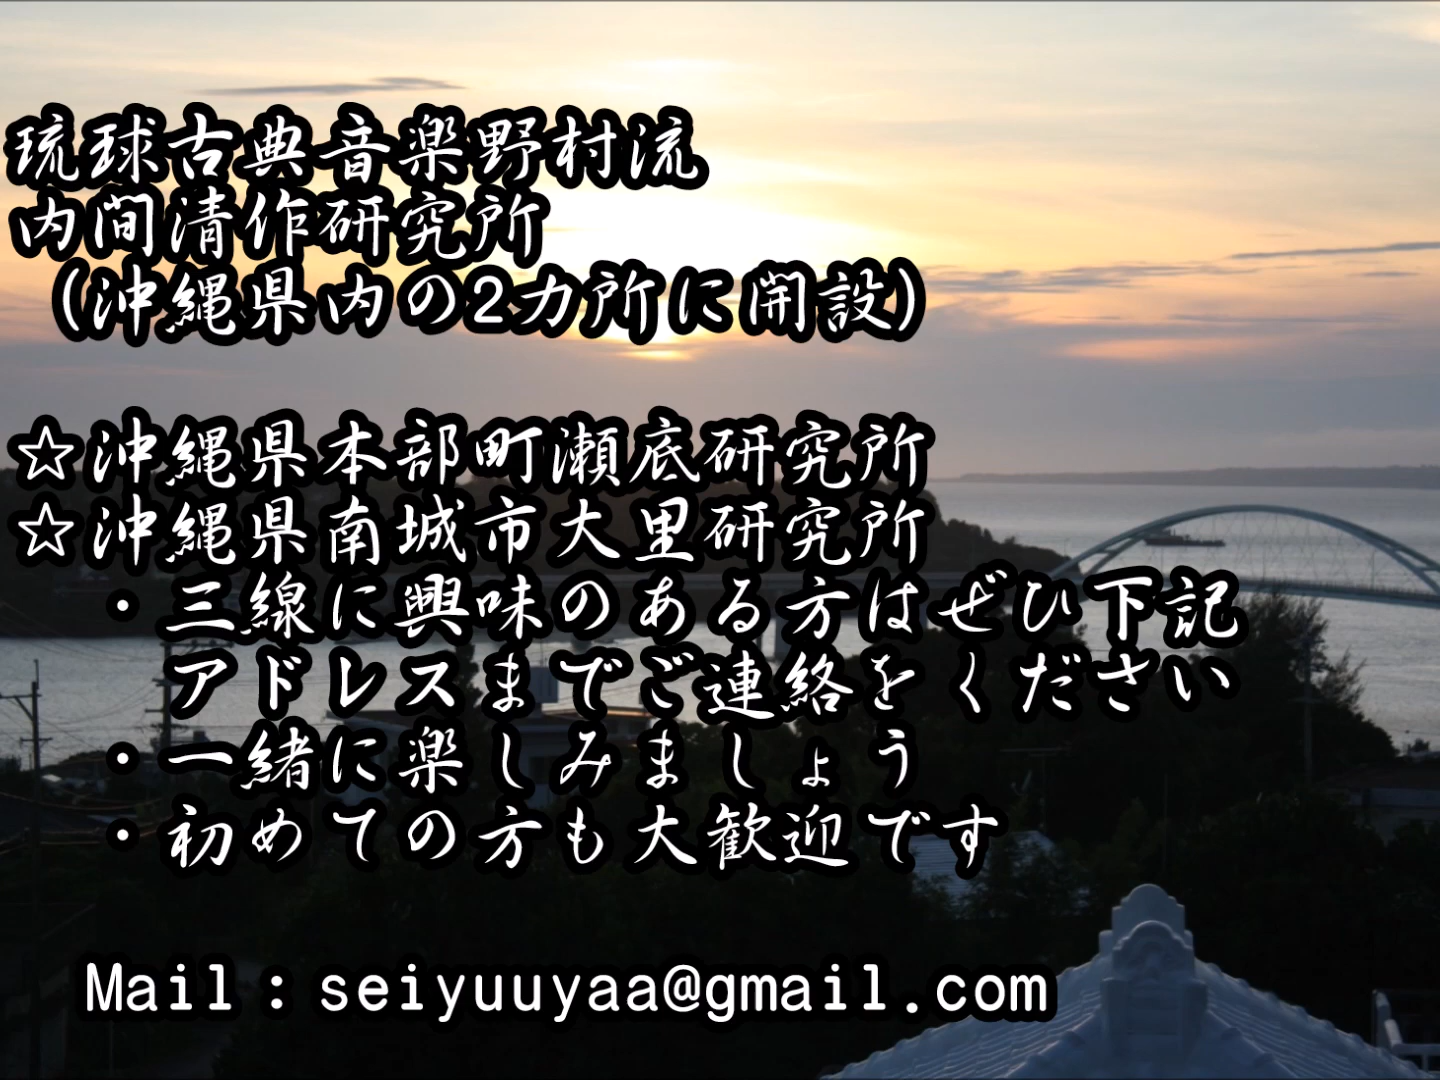 琉球古典音楽野村流
内間清作研究所
(沖縄県内の2カ所に開設)
☆沖縄県本部町瀬底研究所
☆沖縄県南城市大里研究所
・三線に興味のある方はぜひ下記
アドレスまでご連絡をください
・一緒に楽しみましょう
・初めての方も大歓迎です
Mail：seiyuuyaa@gmail.com